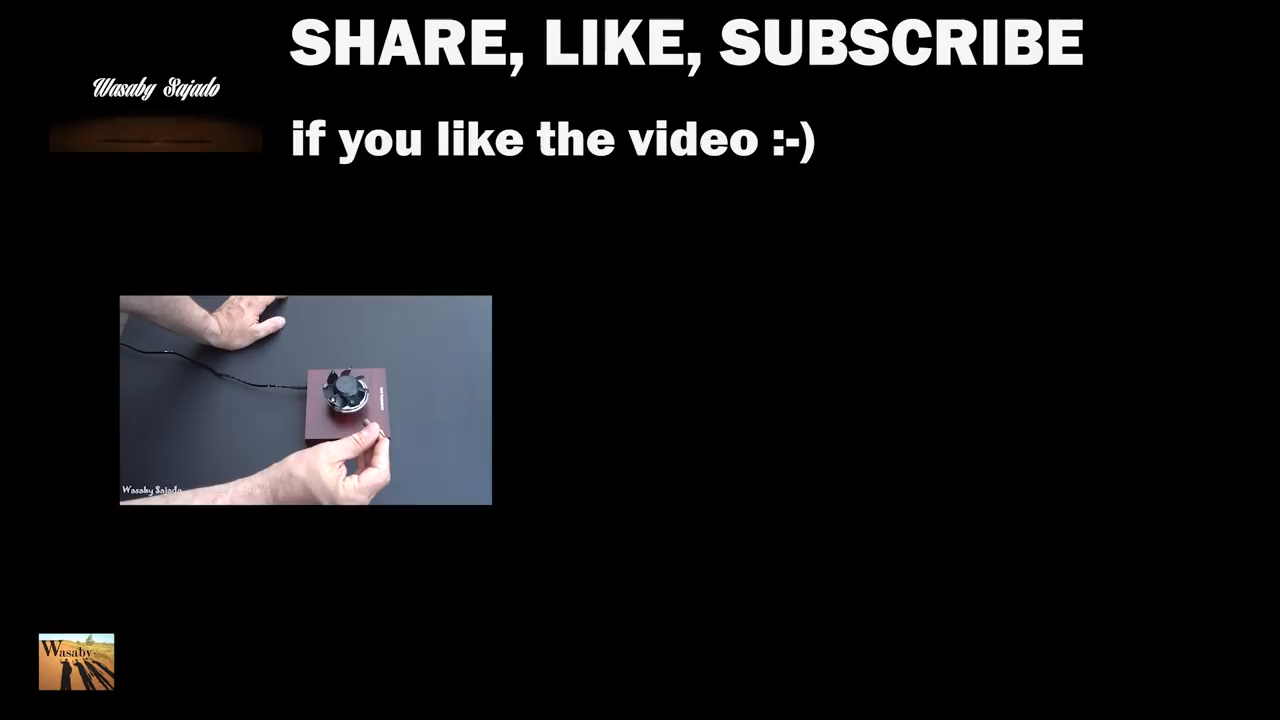 SHARE, LIKE, SUBSCRIBE
Wasaby Sajado
if you like the video :-)
Wasaby Sajado
Wasaby